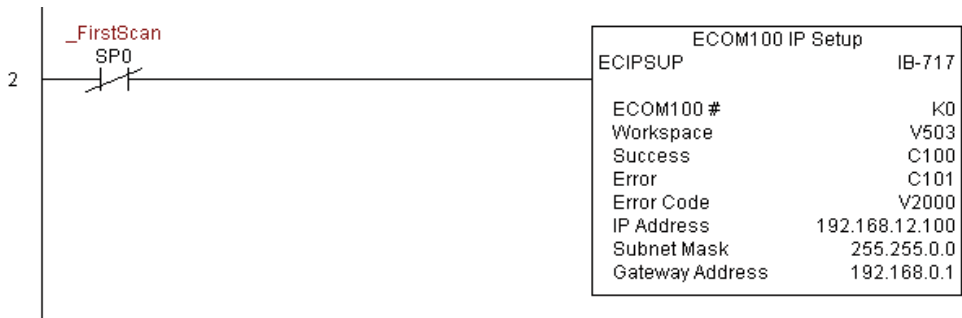 _FirstScan
SP0
2
ECOM100 IP Setup
ECIPSUP IB-717
ECOM100 # K0
Workspace V503
Success C100
Error C101
Error Code V2000
IP Address 192.168.12.100
Subnet Mask 255.255.0.0
Gateway Address 192.168.0.1